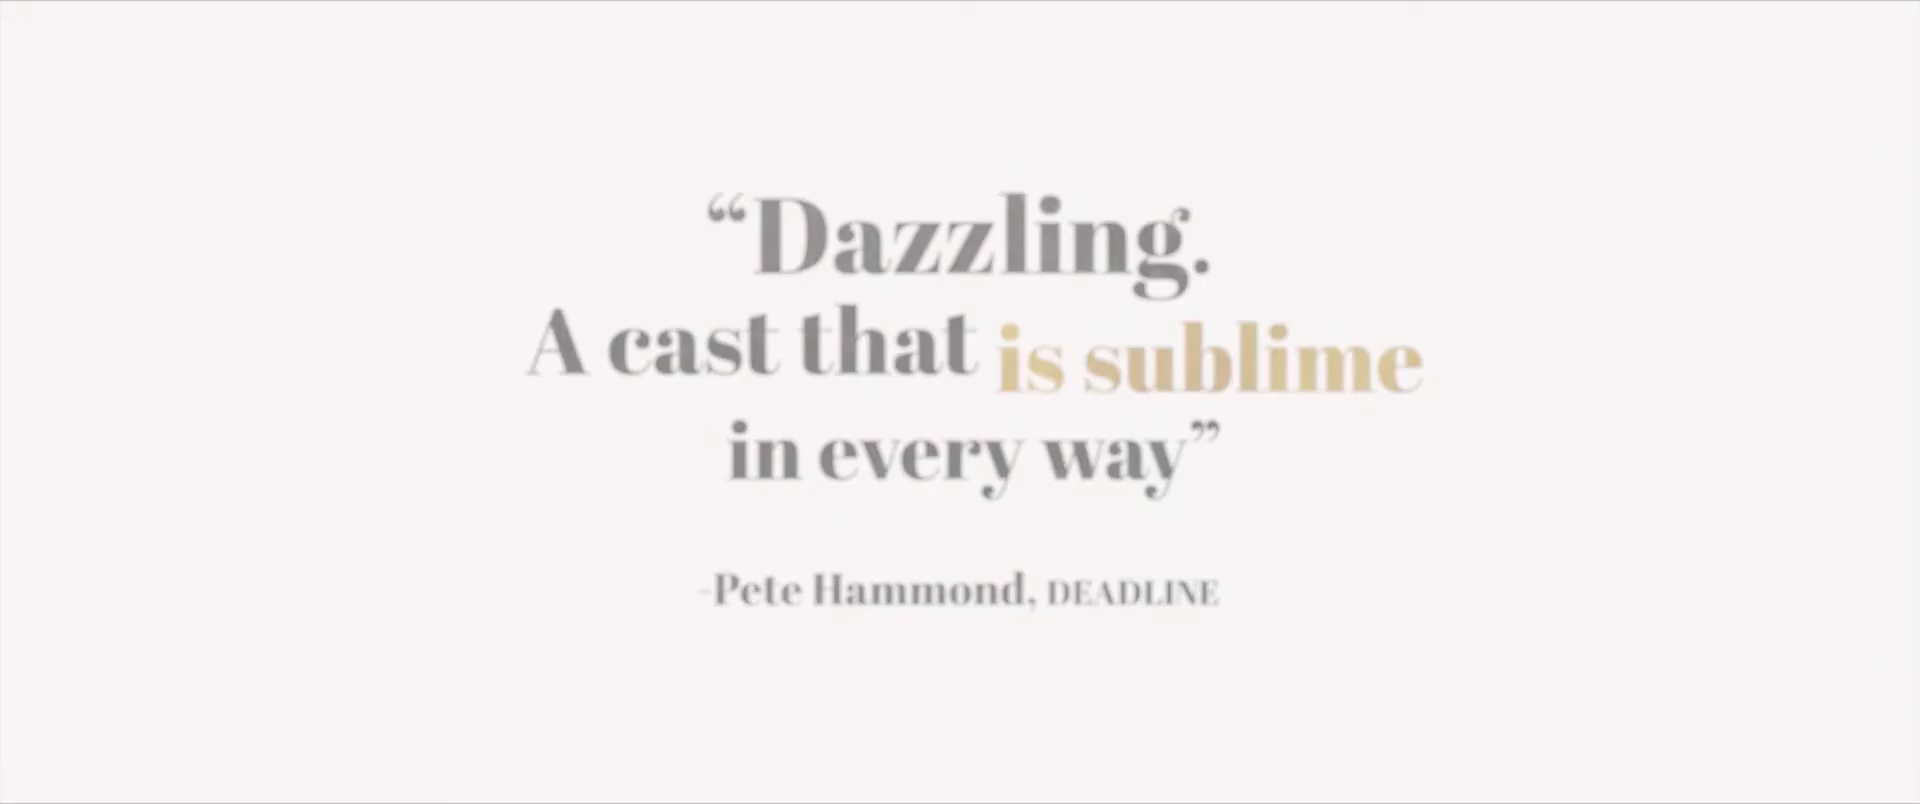 “Dazzling.
A cast that is sublime
in every way”
-Pete Hammond, DEADLINE